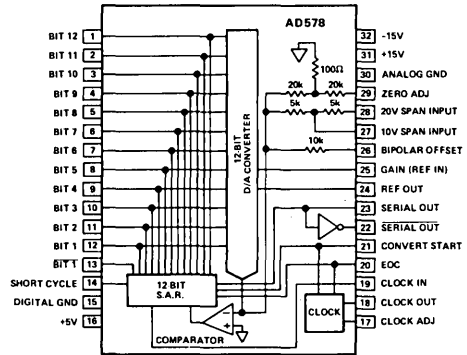 AD578
BIT 12 1
BIT 11 2
BIT 10 3
BIT 9 4
BIT 8 5
BIT 7 6
BIT 6 7
BIT 5 8
BIT 4 9
BIT 3 10
BIT 2 11
BIT 1 12
B̅I̅T̅ ̅1̅ 13
SHORT CYCLE 14
DIGITAL GND 15
+5V 16
12-BIT
D/A CONVERTER
12-BIT
S.A.R.
COMPARATOR
-
+
100Ω
20k 20k
5k 5k
10k
CLOCK
32 -15V
31 +15V
30 ANALOG GND
29 ZERO ADJ
28 20V SPAN INPUT
27 10V SPAN INPUT
26 BIPOLAR OFFSET
25 GAIN (REF IN)
24 REF OUT
23 SERIAL OUT
22 S̅E̅R̅I̅A̅L̅ ̅O̅U̅T̅
21 CONVERT START
20 EOC
19 CLOCK IN
18 CLOCK OUT
17 CLOCK ADJ